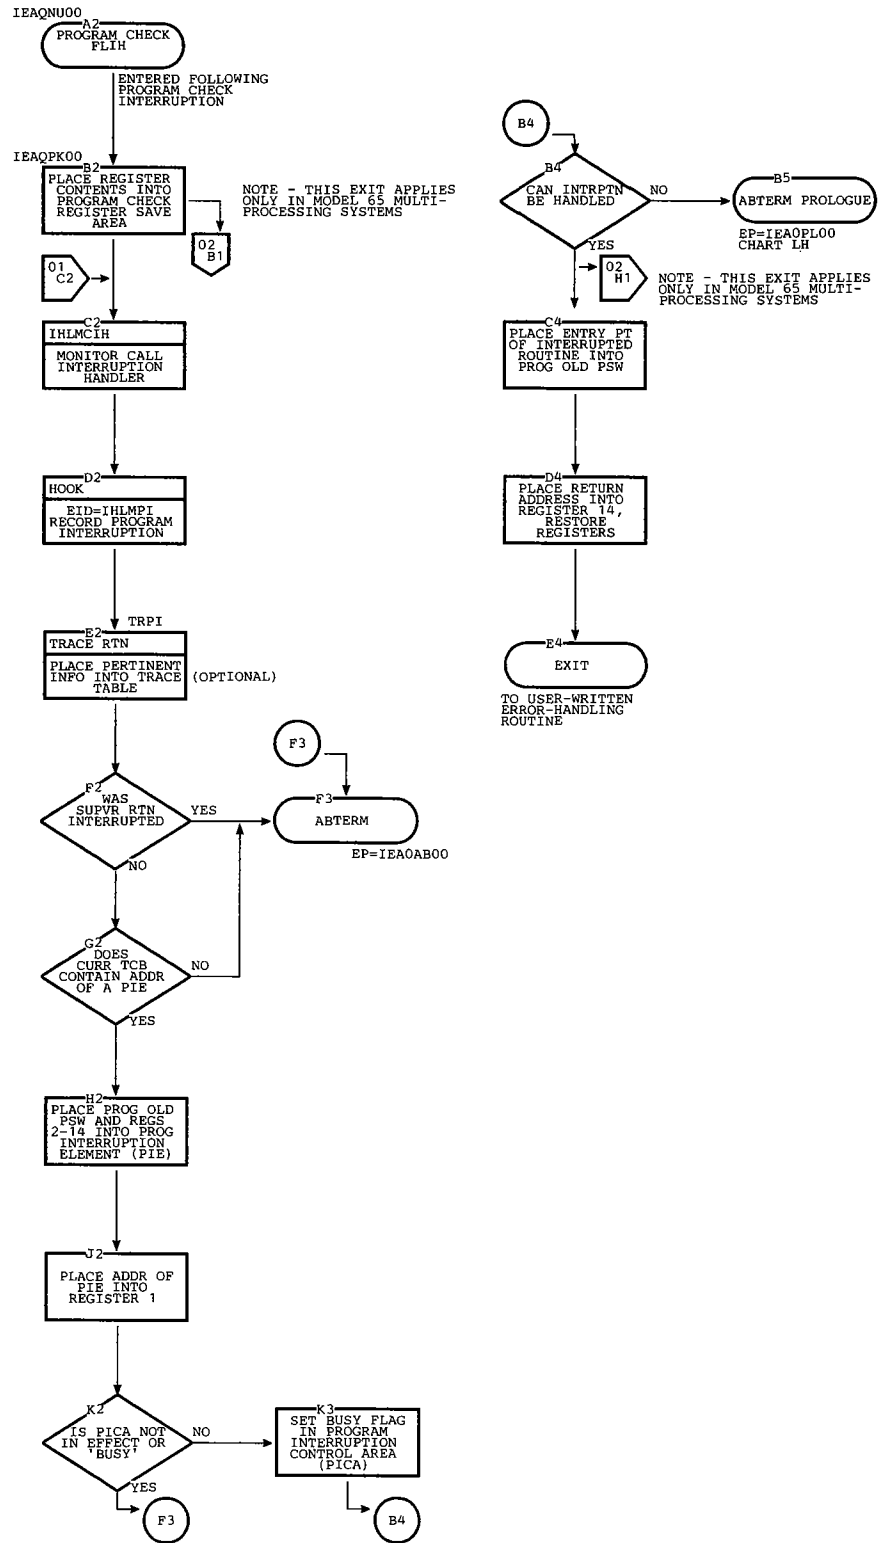 IEAQNU00
A2
PROGRAM CHECK
FLIH
ENTERED FOLLOWING
PROGRAM CHECK
INTERRUPTION
IEAQPK00
B2
PLACE REGISTER
CONTENTS INTO
PROGRAM CHECK
REGISTER SAVE
AREA
NOTE - THIS EXIT APPLIES
ONLY IN MODEL 65 MULTI-
PROCESSING SYSTEMS
02
B1
01
C2
C2
IHLMCIH
MONITOR CALL
INTERRUPTION
HANDLER
D2
HOOK
EID=IHLMPI
RECORD PROGRAM
INTERRUPTION
TRPI
E2
TRACE RTN
PLACE PERTINENT
INFO INTO TRACE
TABLE
(OPTIONAL)
F2
WAS
SUPVR RTN
INTERRUPTED
YES
NO
F3
F3
ABTERM
EP=IEA0AB00
G2
DOES
CURR TCB
CONTAIN ADDR
OF A PIE
NO
YES
H2
PLACE PROG OLD
PSW AND REGS
2-14 INTO PROG
INTERRUPTION
ELEMENT (PIE)
J2
PLACE ADDR OF
PIE INTO
REGISTER 1
K2
IS PICA NOT
IN EFFECT OR
'BUSY'
NO
YES
F3
K3
SET BUSY FLAG
IN PROGRAM
INTERRUPTION
CONTROL AREA
(PICA)
B4
B4
B4
CAN INTRPTN
BE HANDLED
NO
YES
B5
ABTERM PROLOGUE
EP=IEA0PL00
CHART LH
02
H1
NOTE - THIS EXIT APPLIES
ONLY IN MODEL 65 MULTI-
PROCESSING SYSTEMS
C4
PLACE ENTRY PT
OF INTERRUPTED
ROUTINE INTO
PROG OLD PSW
D4
PLACE RETURN
ADDRESS INTO
REGISTER 14,
RESTORE
REGISTERS
E4
EXIT
TO USER-WRITTEN
ERROR-HANDLING
ROUTINE